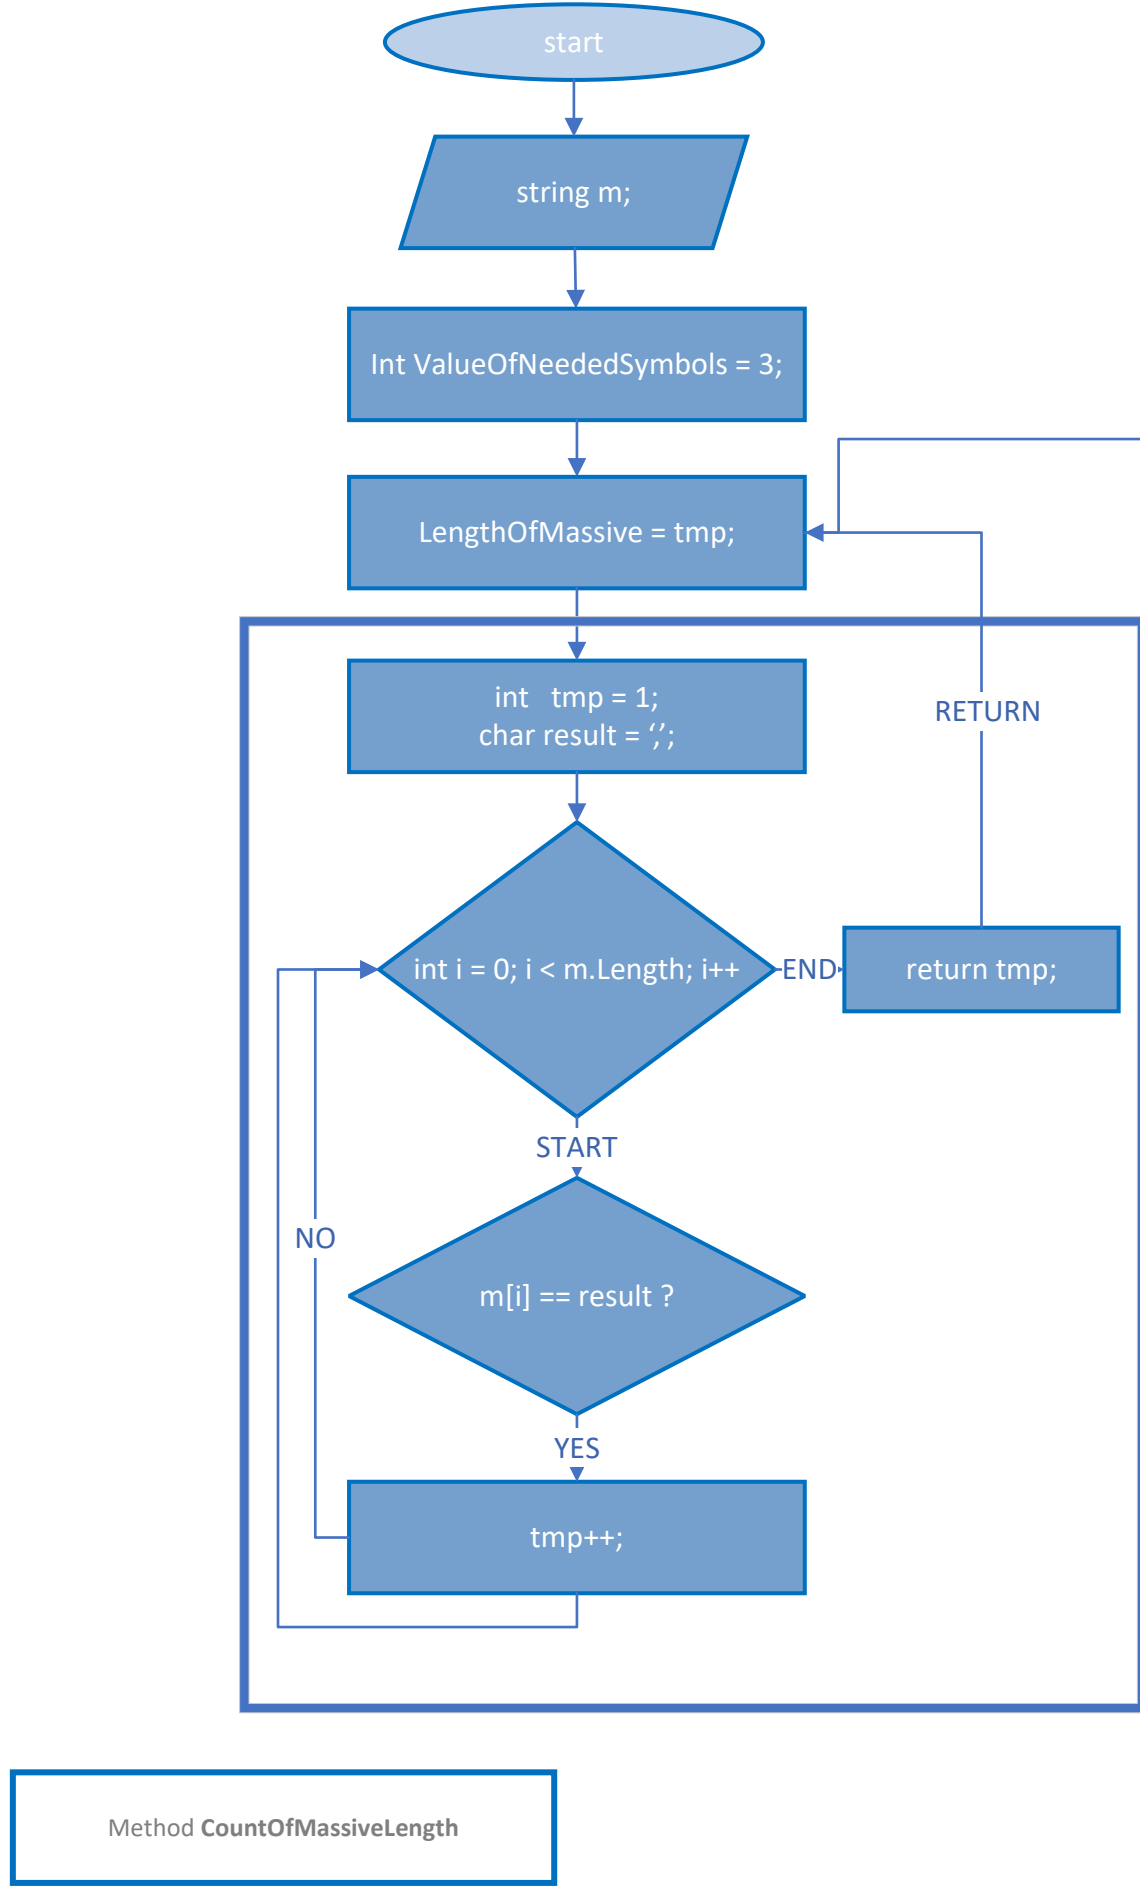 start
string m;
Int ValueOfNeededSymbols = 3;
LengthOfMassive = tmp;
int   tmp = 1;
char result = ‘,’;
RETURN
int i = 0; i < m.Length; i++
END
return tmp;
START
NO
m[i] == result ?
YES
tmp++;
Method CountOfMassiveLength